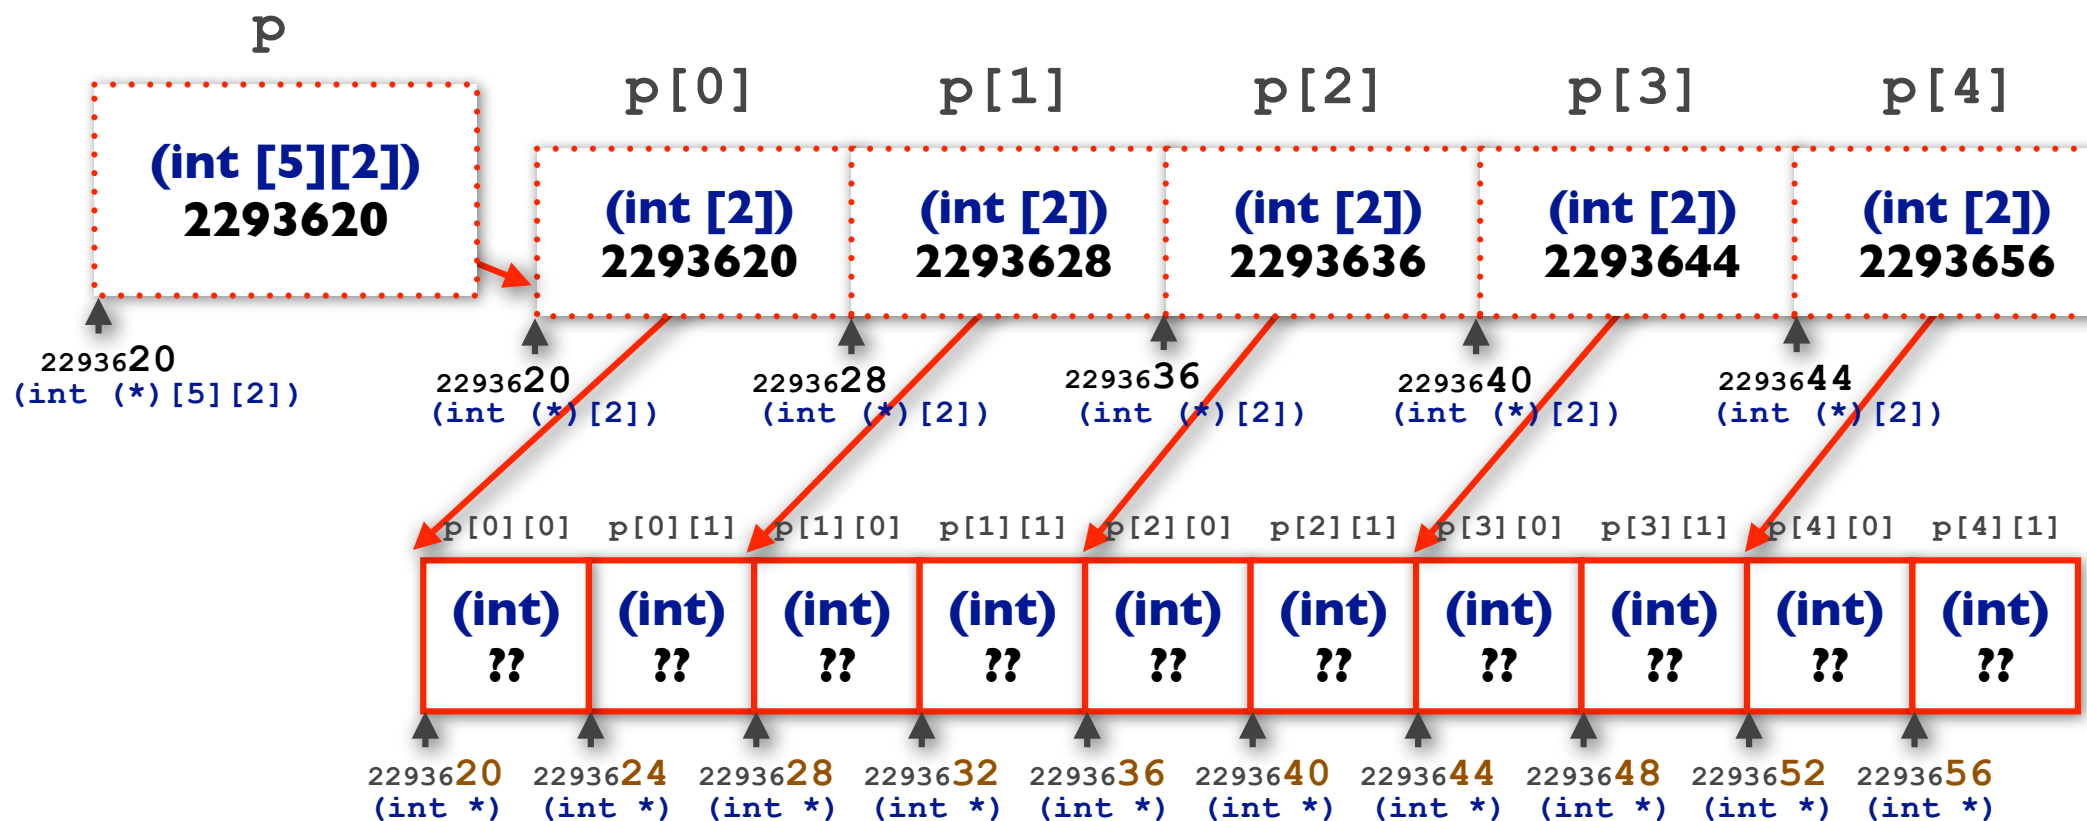 p
p[0] p[1] p[2] p[3] p[4]
(int [5][2])
2293620
(int [2]) (int [2]) (int [2]) (int [2]) (int [2])
2293620 2293628 2293636 2293644 2293656
2293620
(int (*)[5][2])
2293620 2293628 2293636 2293640 2293644
(int (*)[2]) (int (*)[2]) (int (*)[2]) (int (*)[2]) (int (*)[2])
p[0][0] p[0][1] p[1][0] p[1][1] p[2][0] p[2][1] p[3][0] p[3][1] p[4][0] p[4][1]
(int) (int) (int) (int) (int) (int) (int) (int) (int) (int)
?? ?? ?? ?? ?? ?? ?? ?? ?? ??
2293620 2293624 2293628 2293632 2293636 2293640 2293644 2293648 2293652 2293656
(int *) (int *) (int *) (int *) (int *) (int *) (int *) (int *) (int *) (int *)